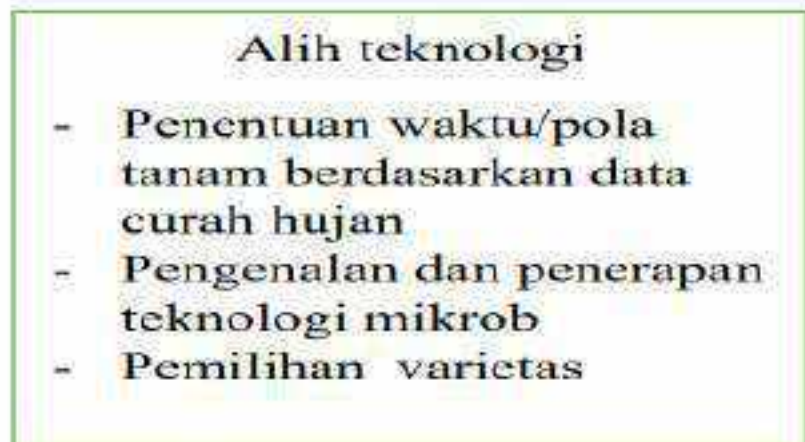 Alih teknologi
- Penentuan waktu/pola
tanam berdasarkan data
curah hujan
- Pengenalan dan penerapan
teknologi mikrob
- Pemilihan varietas